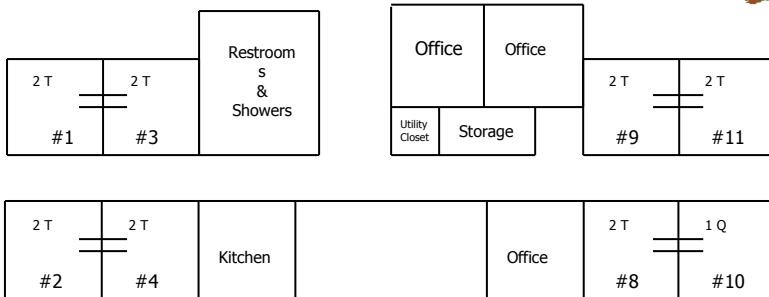 Restroom
s
&
Showers
Office
Office
2 T
2 T
#1
#3
Utility
Closet
Storage
2 T
2 T
#9
#11
2 T
2 T
#2
#4
Kitchen
Office
2 T
1 Q
#8
#10